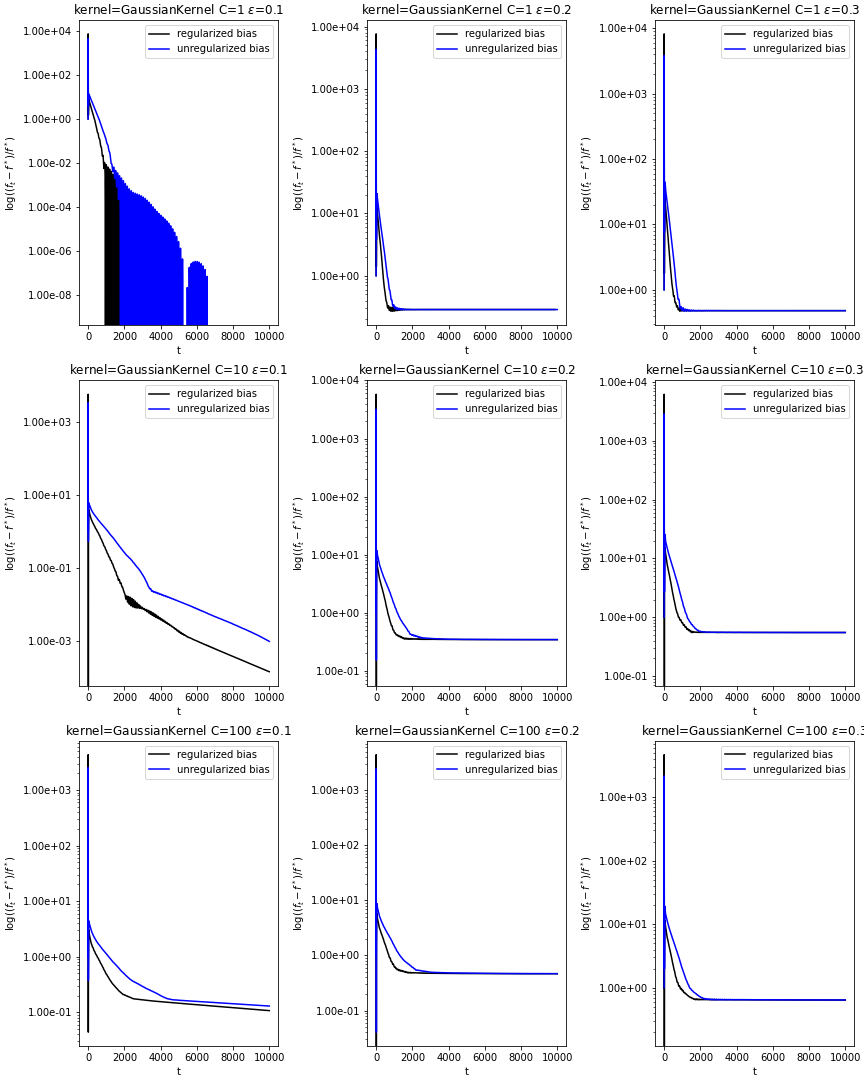 kernel=GaussianKernel C=1 ε=0.1
regularized bias
unregularized bias
1.00e+04
1.00e+02
1.00e+00
1.00e-02
1.00e-04
1.00e-06
1.00e-08
log((f_t − f*)/f*)
0 2000 4000 6000 8000 10000
t
kernel=GaussianKernel C=1 ε=0.2
regularized bias
unregularized bias
1.00e+03
1.00e+02
1.00e+01
1.00e+00
log((f_t − f*)/f*)
0 2000 4000 6000 8000 10000
t
kernel=GaussianKernel C=1 ε=0.3
regularized bias
unregularized bias
1.00e+03
1.00e+02
1.00e+01
1.00e+00
log((f_t − f*)/f*)
0 2000 4000 6000 8000 10000
t
kernel=GaussianKernel C=10 ε=0.1
regularized bias
unregularized bias
1.00e+03
1.00e+01
1.00e-01
1.00e-03
log((f_t − f*)/f*)
0 2000 4000 6000 8000 10000
t
kernel=GaussianKernel C=10 ε=0.2
regularized bias
unregularized bias
1.00e+04
1.00e+03
1.00e+02
1.00e+01
1.00e+00
1.00e-01
log((f_t − f*)/f*)
0 2000 4000 6000 8000 10000
t
kernel=GaussianKernel C=10 ε=0.3
regularized bias
unregularized bias
1.00e+04
1.00e+03
1.00e+02
1.00e+01
1.00e+00
1.00e-01
log((f_t − f*)/f*)
0 2000 4000 6000 8000 10000
t
kernel=GaussianKernel C=100 ε=0.1
regularized bias
unregularized bias
1.00e+03
1.00e+02
1.00e+01
1.00e+00
1.00e-01
log((f_t − f*)/f*)
0 2000 4000 6000 8000 10000
t
kernel=GaussianKernel C=100 ε=0.2
regularized bias
unregularized bias
1.00e+03
1.00e+02
1.00e+01
1.00e+00
1.00e-01
log((f_t − f*)/f*)
0 2000 4000 6000 8000 10000
t
kernel=GaussianKernel C=100 ε=0.3
regularized bias
unregularized bias
1.00e+03
1.00e+02
1.00e+01
1.00e+00
log((f_t − f*)/f*)
0 2000 4000 6000 8000 10000
t